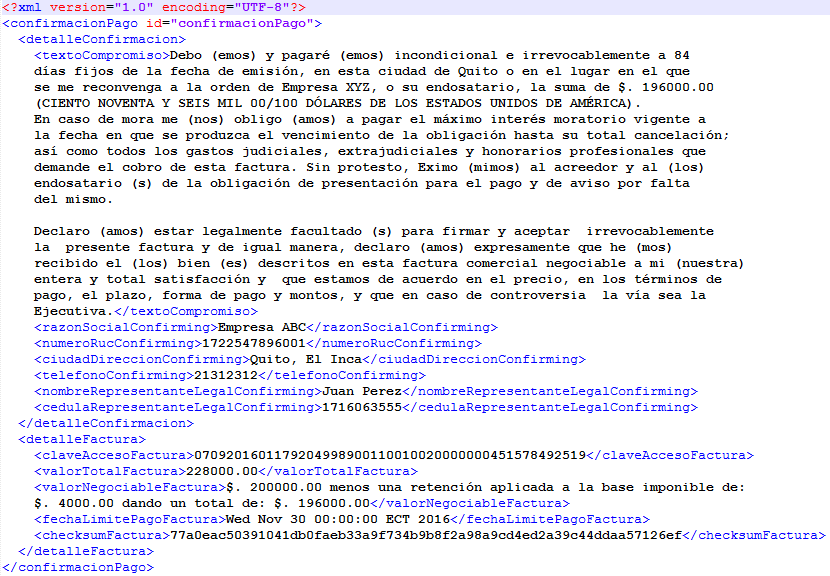 <?xml version="1.0" encoding="UTF-8"?>
<confirmacionPago id="confirmacionPago">
<detalleConfirmacion>
<textoCompromiso>Debo (emos) y pagaré (emos) incondicional e irrevocablemente a 84
días fijos de la fecha de emisión, en esta ciudad de Quito o en el lugar en el que
se me reconvenga a la orden de Empresa XYZ, o su endosatario, la suma de $. 196000.00
(CIENTO NOVENTA Y SEIS MIL 00/100 DÓLARES DE LOS ESTADOS UNIDOS DE AMÉRICA).
En caso de mora me (nos) obligo (amos) a pagar el máximo interés moratorio vigente a
la fecha en que se produzca el vencimiento de la obligación hasta su total cancelación;
así como todos los gastos judiciales, extrajudiciales y honorarios profesionales que
demande el cobro de esta factura. Sin protesto, Eximo (mimos) al acreedor y al (los)
endosatario (s) de la obligación de presentación para el pago y de aviso por falta
del mismo.
Declaro (amos) estar legalmente facultado (s) para firmar y aceptar  irrevocablemente
la  presente factura y de igual manera, declaro (amos) expresamente que he (mos)
recibido el (los) bien (es) descritos en esta factura comercial negociable a mi (nuestra)
entera y total satisfacción y  que estamos de acuerdo en el precio, en los términos de
pago, el plazo, forma de pago y montos, y que en caso de controversia  la vía sea la
Ejecutiva.</textoCompromiso>
<razonSocialConfirming>Empresa ABC</razonSocialConfirming>
<numeroRucConfirming>1722547896001</numeroRucConfirming>
<ciudadDireccionConfirming>Quito, El Inca</ciudadDireccionConfirming>
<telefonoConfirming>21312312</telefonoConfirming>
<nombreRepresentanteLegalConfirming>Juan Perez</nombreRepresentanteLegalConfirming>
<cedulaRepresentanteLegalConfirming>1716063555</cedulaRepresentanteLegalConfirming>
</detalleConfirmacion>
<detalleFactura>
<claveAccesoFactura>0709201601179204998900110010020000000451578492519</claveAccesoFactura>
<valorTotalFactura>228000.00</valorTotalFactura>
<valorNegociableFactura>$. 200000.00 menos una retención aplicada a la base imponible de:
$. 4000.00 dando un total de: $. 196000.00</valorNegociableFactura>
<fechaLimitePagoFactura>Wed Nov 30 00:00:00 ECT 2016</fechaLimitePagoFactura>
<checksumFactura>77a0eac50391041db0faeb33a9f734b9b8f2a98a9cd4ed2a39c44ddaa57126ef</checksumFactura>
</detalleFactura>
</confirmacionPago>